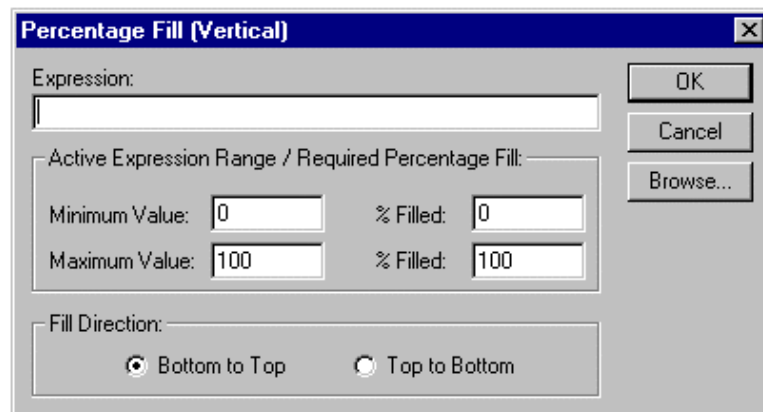 Percentage Fill (Vertical)
Expression:
OK
Cancel
Browse...
Active Expression Range / Required Percentage Fill:
Minimum Value: 0 % Filled: 0
Maximum Value: 100 % Filled: 100
Fill Direction:
Bottom to Top Top to Bottom